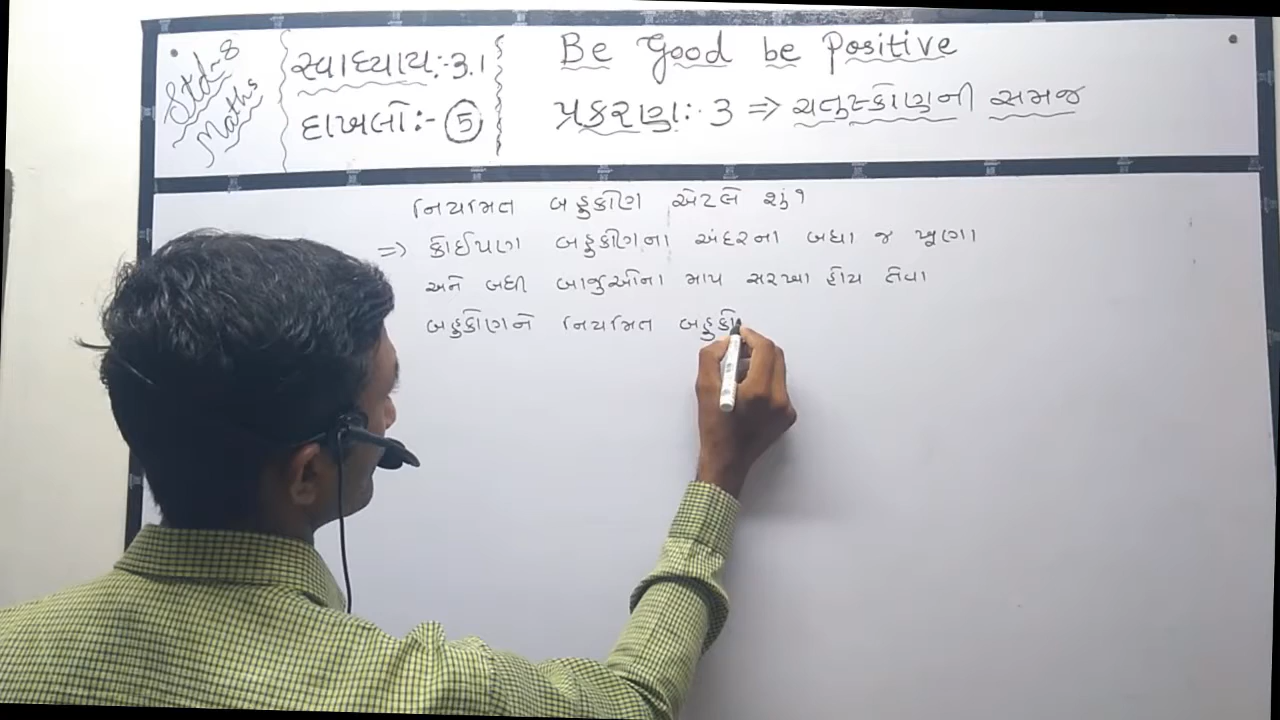 Std-8
Maths
સ્વાધ્યાય:-3.1
દાખલો:- 5
Be Good be Positive
પ્રકરણ:- 3 => ચતુષ્કોણની સમજ
નિયમિત બહુકોણ એટલે શું?
=> કોઈપણ બહુકોણના અંદરના બધા જ ખૂણા
અને બધી બાજુઓના માપ સરખા હોય તેવા
બહુકોણને નિયમિત બહુકો